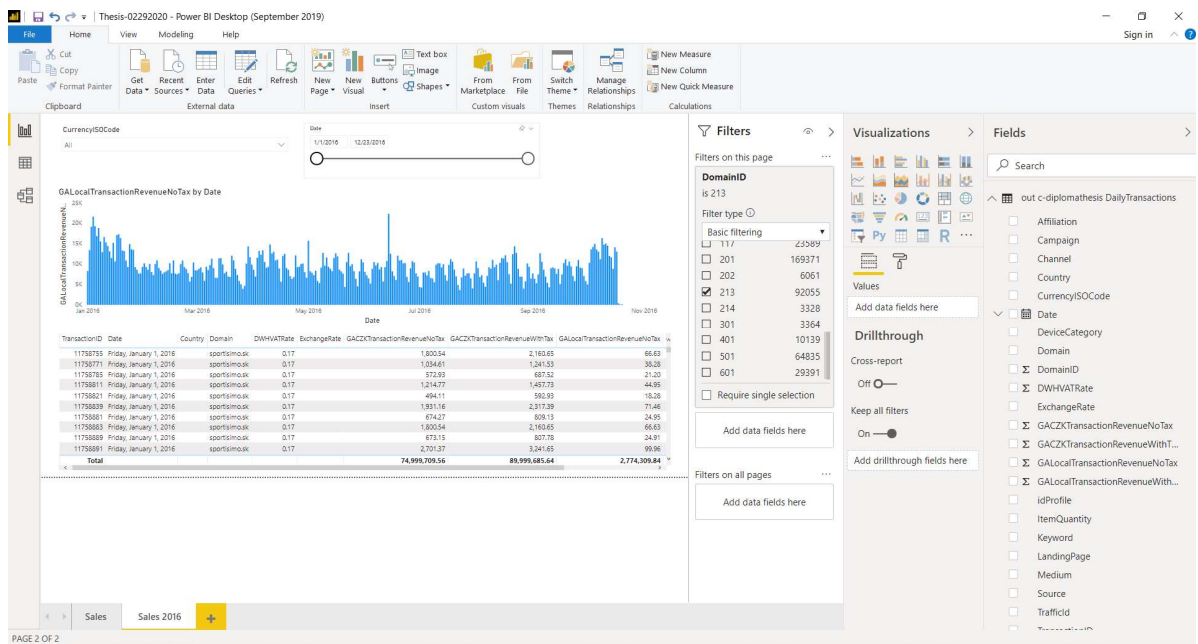 Thesis-02292020 - Power BI Desktop (September 2019)
File Home View Modeling Help Sign in
Paste
Cut
Copy
Format Painter
Get Data
Recent Sources
Enter Data
Edit Queries
Refresh
New Page
New Visual
Buttons
Text box
Image
Shapes
From Marketplace
From File
Switch Theme
Manage Relationships
New Measure
New Column
New Quick Measure
Clipboard External data Insert Custom visuals Themes Relationships Calculations
CurrencyISOCode
All
Date
1/1/2016 12/23/2016
GALocalTransactionRevenueNoTax by Date
GALocalTransactionRevenueN...
25K
20K
15K
10K
5K
0K
Jan 2016 Mar 2016 May 2016 Jul 2016 Sep 2016 Nov 2016
Date
TransactionID Date Country Domain DWHVATRate ExchangeRate GACZKTransactionRevenueNoTax GACZKTransactionRevenueWithTax GALocalTransactionRevenueNoTax
11758755 Friday, January 1, 2016 sportisimo.sk 0.17 1,800.54 2,160.65 66.63
11758771 Friday, January 1, 2016 sportisimo.sk 0.17 1,034.61 1,241.53 38.28
11758785 Friday, January 1, 2016 sportisimo.sk 0.17 572.93 687.52 21.20
11758811 Friday, January 1, 2016 sportisimo.sk 0.17 1,214.77 1,457.73 44.95
11758821 Friday, January 1, 2016 sportisimo.sk 0.17 494.11 592.93 18.28
11758839 Friday, January 1, 2016 sportisimo.sk 0.17 1,931.16 2,317.39 71.46
11758881 Friday, January 1, 2016 sportisimo.sk 0.17 674.27 809.13 24.95
11758883 Friday, January 1, 2016 sportisimo.sk 0.17 1,800.54 2,160.65 66.63
11758889 Friday, January 1, 2016 sportisimo.sk 0.17 673.15 807.78 24.91
11758891 Friday, January 1, 2016 sportisimo.sk 0.17 2,701.37 3,241.65 99.96
Total 74,999,709.56 89,999,685.64 2,774,309.84
Filters
Filters on this page ...
DomainID
is 213
Filter type
Basic filtering
117 23589
201 169371
202 6061
213 92055
214 3328
301 3364
401 10139
501 64835
601 29391
Require single selection
Add data fields here
Filters on all pages ...
Add data fields here
Visualizations
Py R ...
Values
Add data fields here
Drillthrough
Cross-report
Off
Keep all filters
On
Add drillthrough fields here
Fields
Search
out c-diplomathesis DailyTransactions
Affiliation
Campaign
Channel
Country
CurrencyISOCode
Date
DeviceCategory
Domain
Σ DomainID
Σ DWHVATRate
ExchangeRate
Σ GACZKTransactionRevenueNoTax
Σ GACZKTransactionRevenueWithT...
Σ GALocalTransactionRevenueNoTax
Σ GALocalTransactionRevenueWith...
idProfile
ItemQuantity
Keyword
LandingPage
Medium
Source
TrafficId
TransactionID
Sales Sales 2016 +
PAGE 2 OF 2